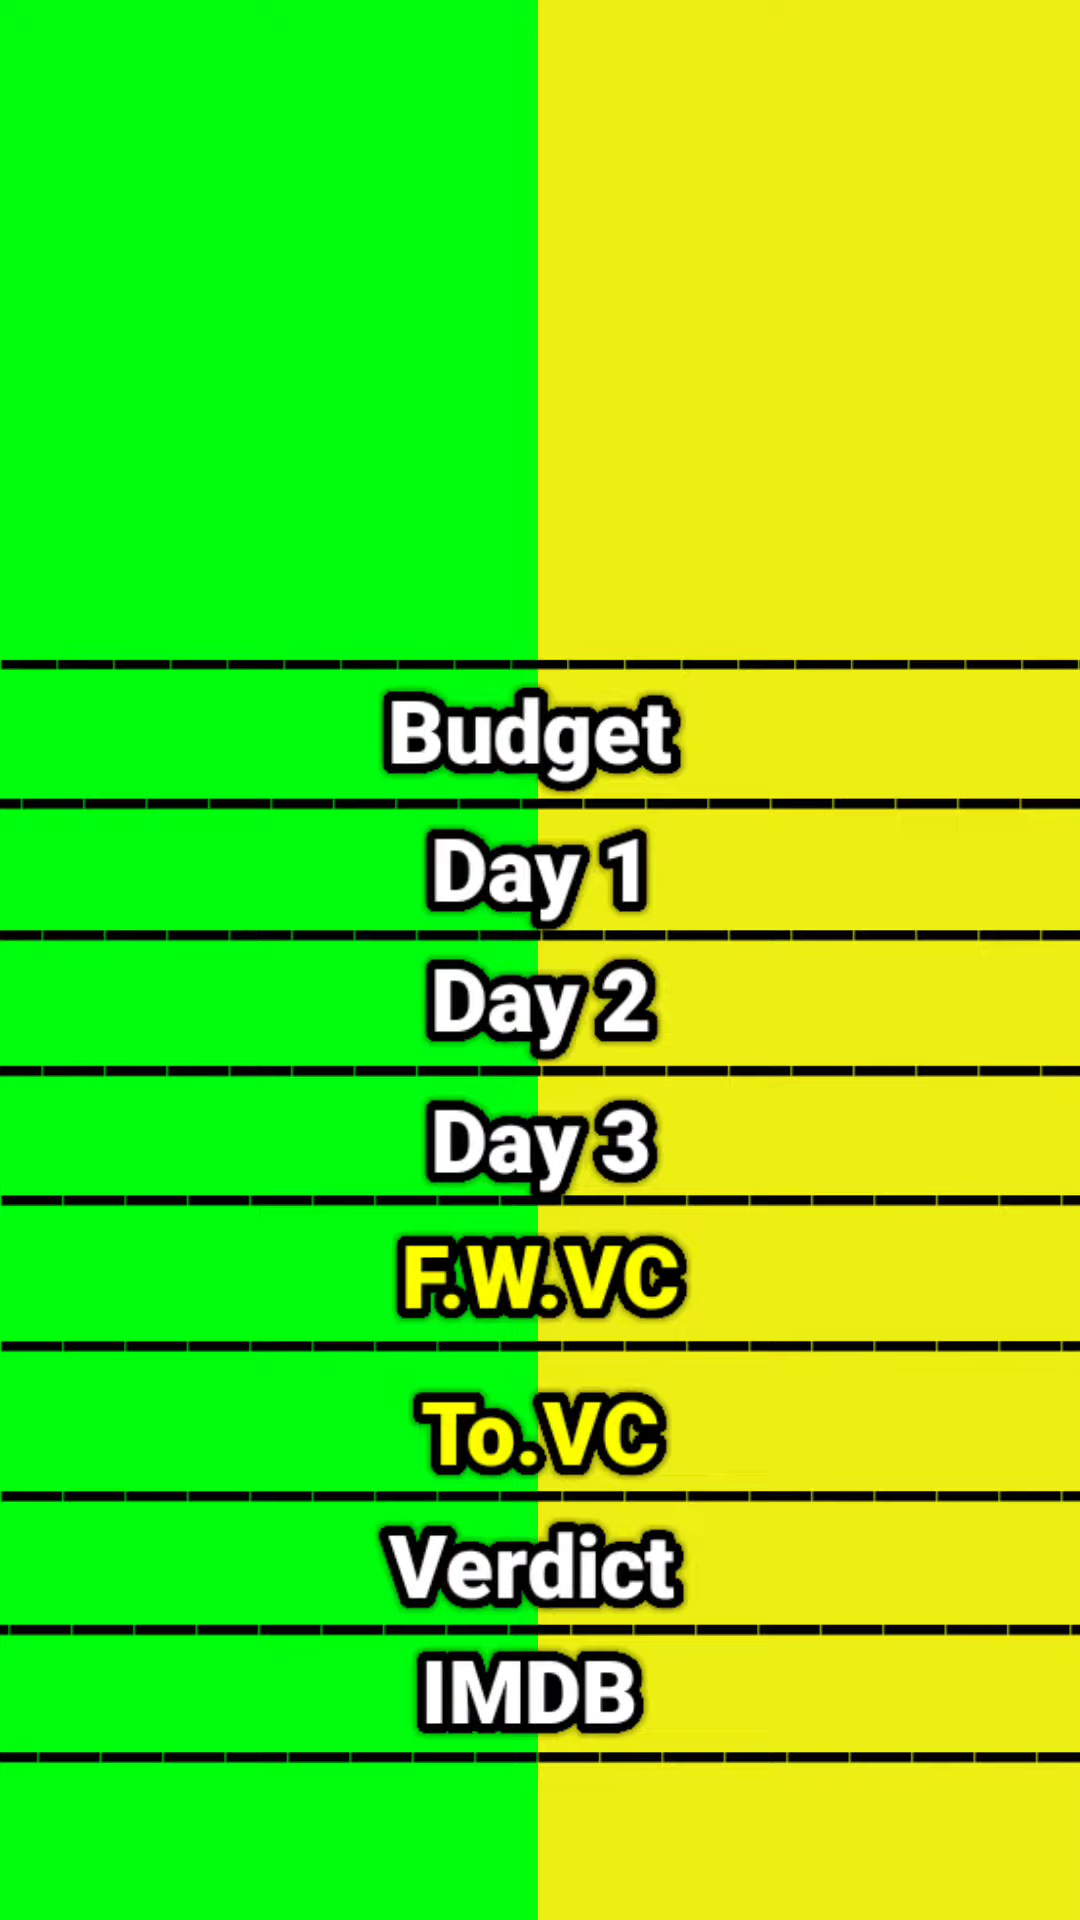 Budget
Day 1
Day 2
Day 3
F.W.VC
To.VC
Verdict
IMDB